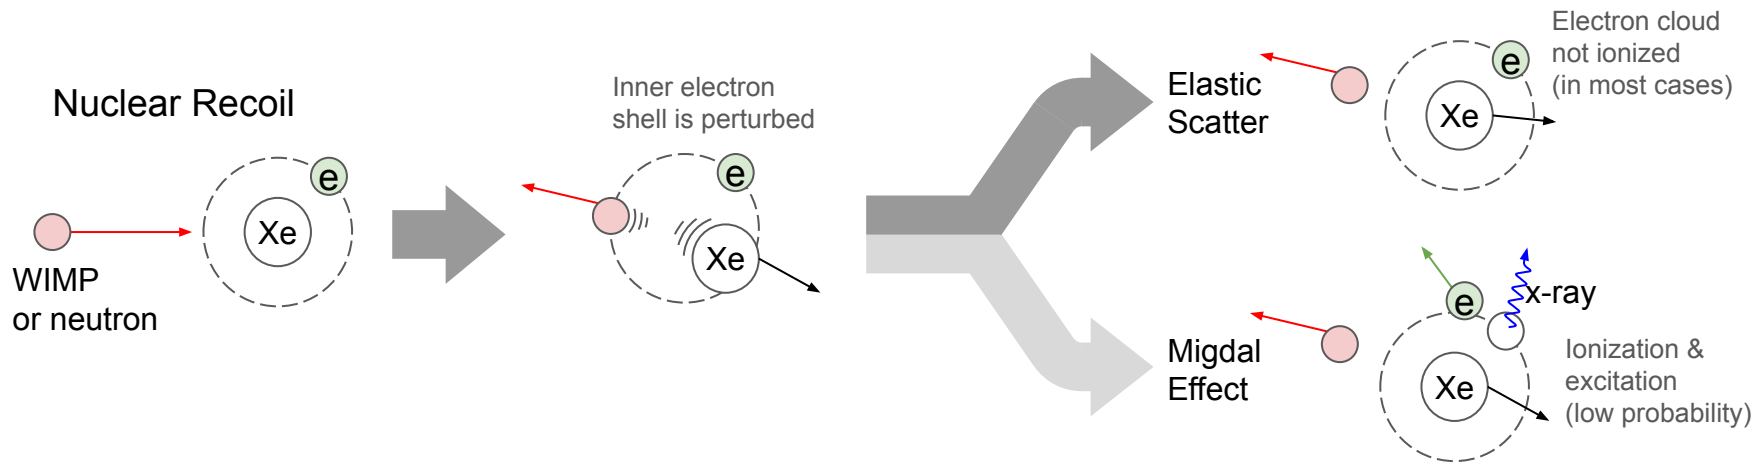 Nuclear Recoil
e
Xe
WIMP
or neutron
Inner electron
shell is perturbed
e
Xe
Elastic
Scatter
Electron cloud
not ionized
(in most cases)
e
Xe
Migdal
Effect
e
x-ray
Xe
Ionization &
excitation
(low probability)